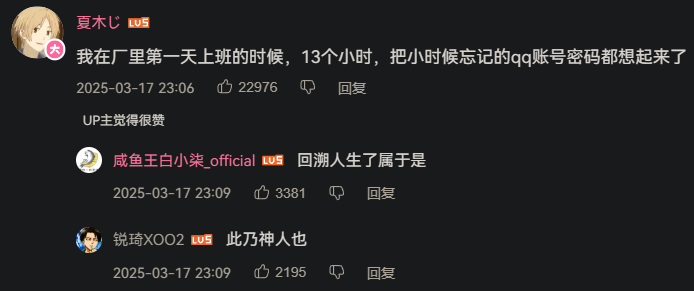 夏木じ LV5
大
我在厂里第一天上班的时候，13个小时，把小时候忘记的qq账号密码都想起来了
2025-03-17 23:06 22976 回复
UP主觉得很赞
咸鱼王白小柒_official LV5 回溯人生了属于是
2025-03-17 23:09 3381 回复
锐琦XOO2 LV5 此乃神人也
2025-03-17 23:09 2195 回复